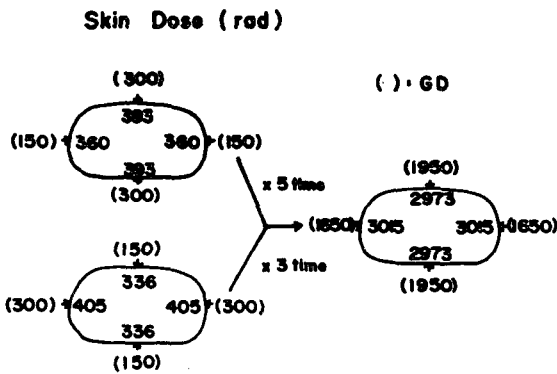 Skin Dose (rad)
( ) · GD
(300)
393
(150) 360 360 (150)
393
(300)
x 5 time
x 3 time
(150)
336
(300) 405 405 (300)
336
(150)
(1950)
2973
(1650) 3015 3015 (1650)
2973
(1950)